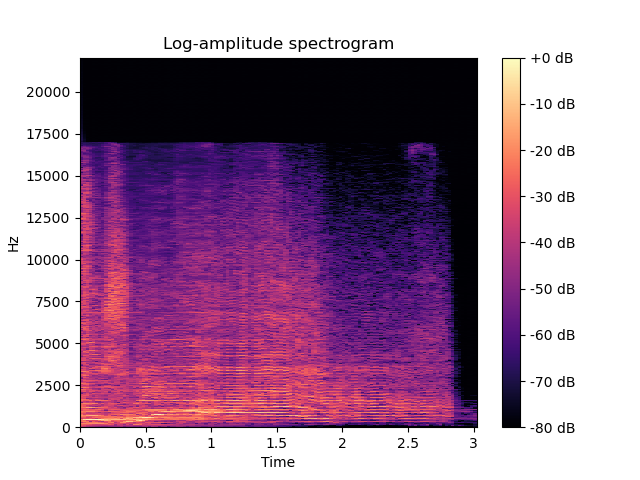 Log-amplitude spectrogram
+0 dB
20000
-10 dB
17500
-20 dB
15000
-30 dB
12500
-40 dB
Hz
10000
-50 dB
7500
-60 dB
5000
-70 dB
2500
0
-80 dB
0 0.5 1 1.5 2 2.5 3
Time